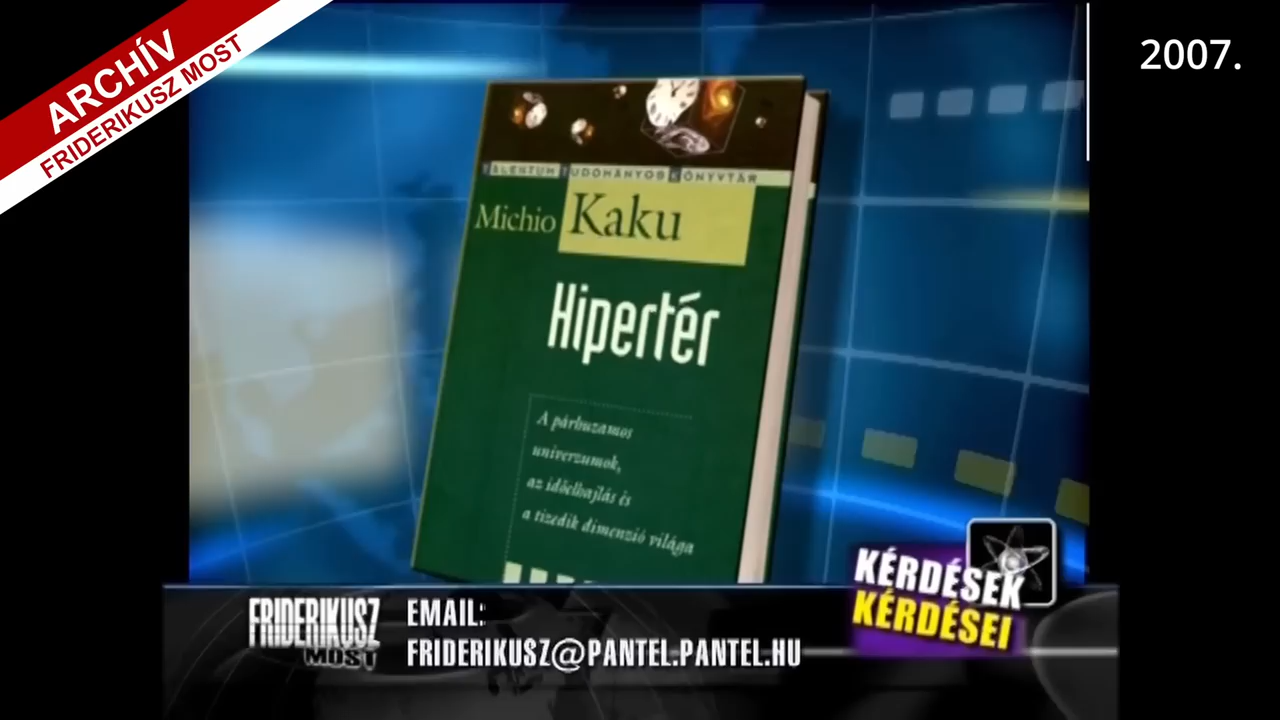 ARCHÍV
FRIDERIKUSZ MOST
2007.
TALENTUM TUDOMÁNYOS KÖNYVTÁR
Michio Kaku
Hipertér
A párhuzamos
univerzumok,
az időelhajlás és
a tizedik dimenzió világa
KÉRDÉSEK
KÉRDÉSEI
FRIDERIKUSZ
MOST
EMAIL:
FRIDERIKUSZ@PANTEL.PANTEL.HU